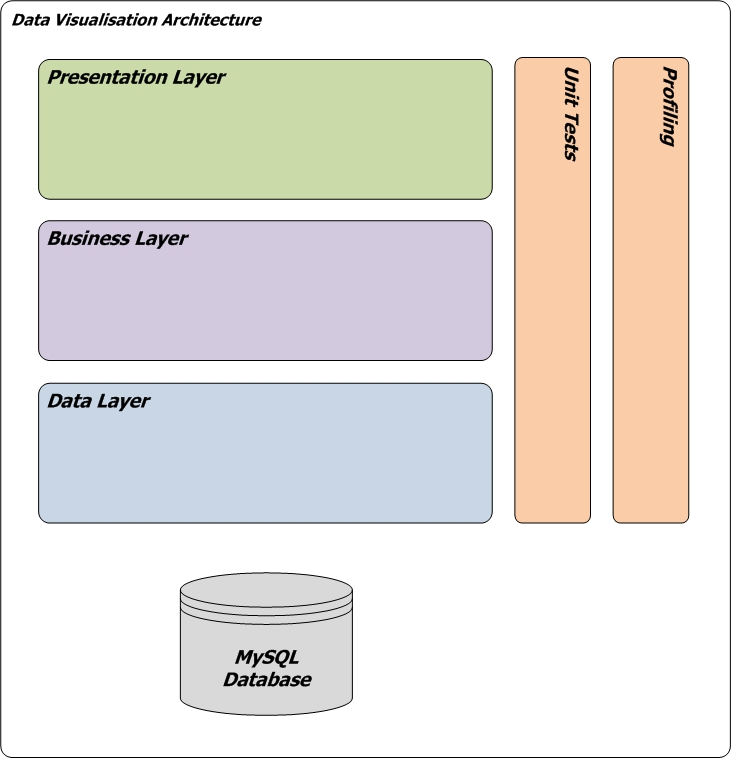 Data Visualisation Architecture
Presentation Layer
Unit Tests
Profiling
Business Layer
Data Layer
MySQL
Database